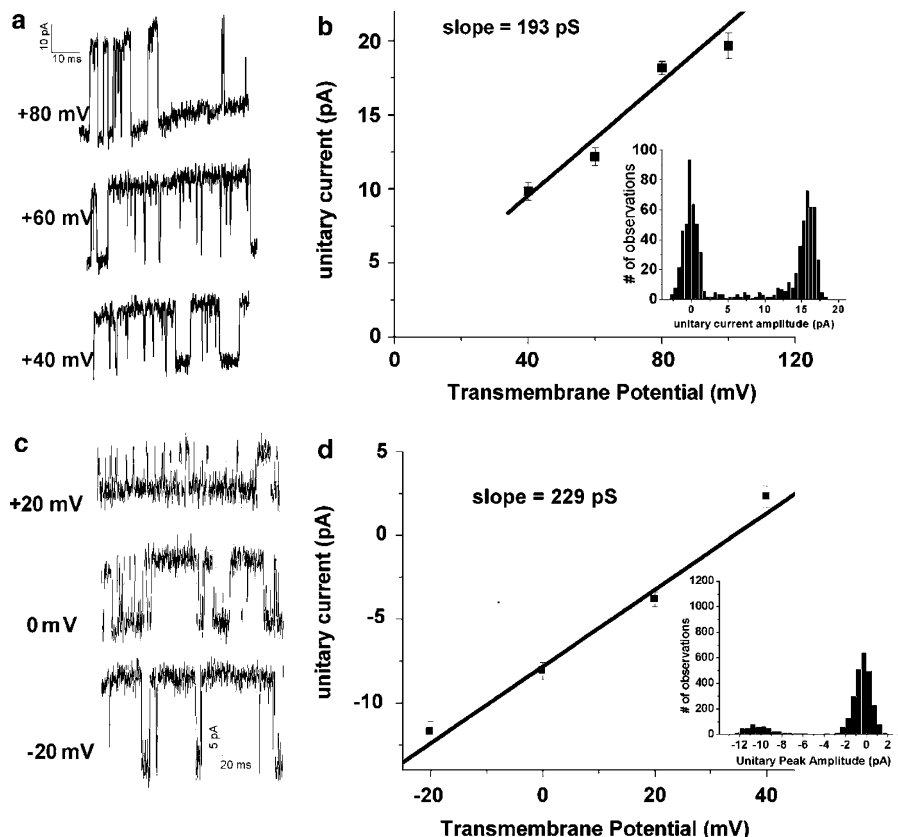 a
10 pA
10 ms
+80 mV
+60 mV
+40 mV
b
slope = 193 pS
unitary current (pA)
20
15
10
5
0
0 40 80 120
Transmembrane Potential (mV)
# of observations
100
80
60
40
20
0
0 5 10 15 20
unitary current amplitude (pA)
c
+20 mV
0 mV
-20 mV
5 pA
20 ms
d
slope = 229 pS
unitary current (pA)
5
0
-5
-10
-20 0 20 40
Transmembrane Potential (mV)
# of observations
1200
1000
800
600
400
200
0
-12 -10 -8 -6 -4 -2 0 2
Unitary Peak Amplitude (pA)